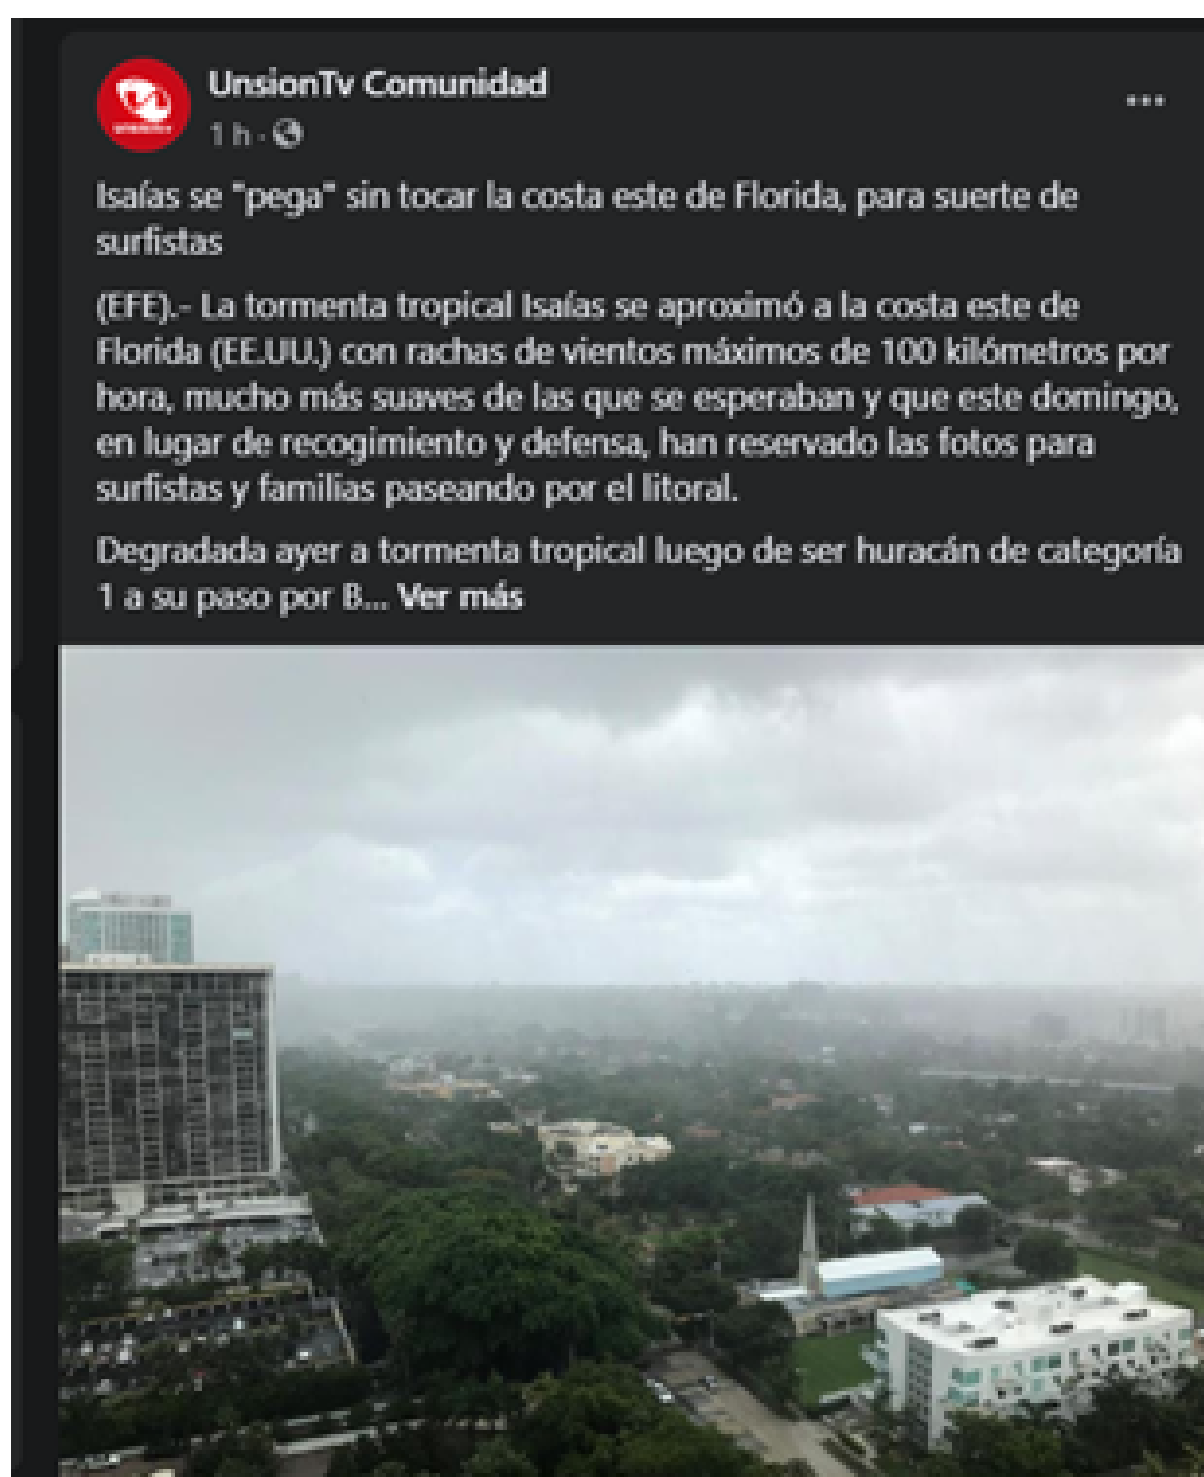 UnsionTv Comunidad
1 h ·
Isaías se "pega" sin tocar la costa este de Florida, para suerte de
surfistas
(EFE).- La tormenta tropical Isaías se aproximó a la costa este de
Florida (EE.UU.) con rachas de vientos máximos de 100 kilómetros por
hora, mucho más suaves de las que se esperaban y que este domingo,
en lugar de recogimiento y defensa, han reservado las fotos para
surfistas y familias paseando por el litoral.
Degradada ayer a tormenta tropical luego de ser huracán de categoría
1 a su paso por B... Ver más